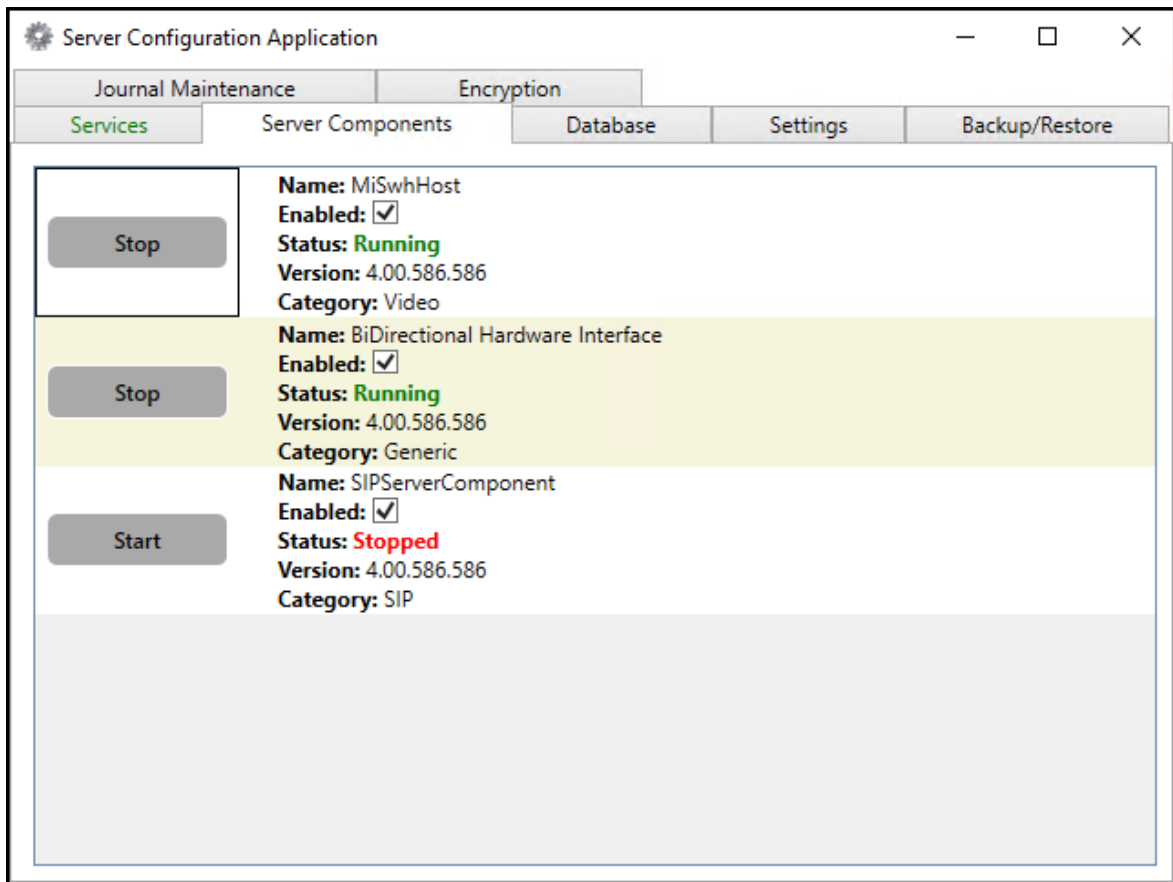 Server Configuration Application
Journal Maintenance Encryption
Services Server Components Database Settings Backup/Restore
Stop
Name: MiSwhHost
Enabled:
Status: Running
Version: 4.00.586.586
Category: Video
Stop
Name: BiDirectional Hardware Interface
Enabled:
Status: Running
Version: 4.00.586.586
Category: Generic
Start
Name: SIPServerComponent
Enabled:
Status: Stopped
Version: 4.00.586.586
Category: SIP